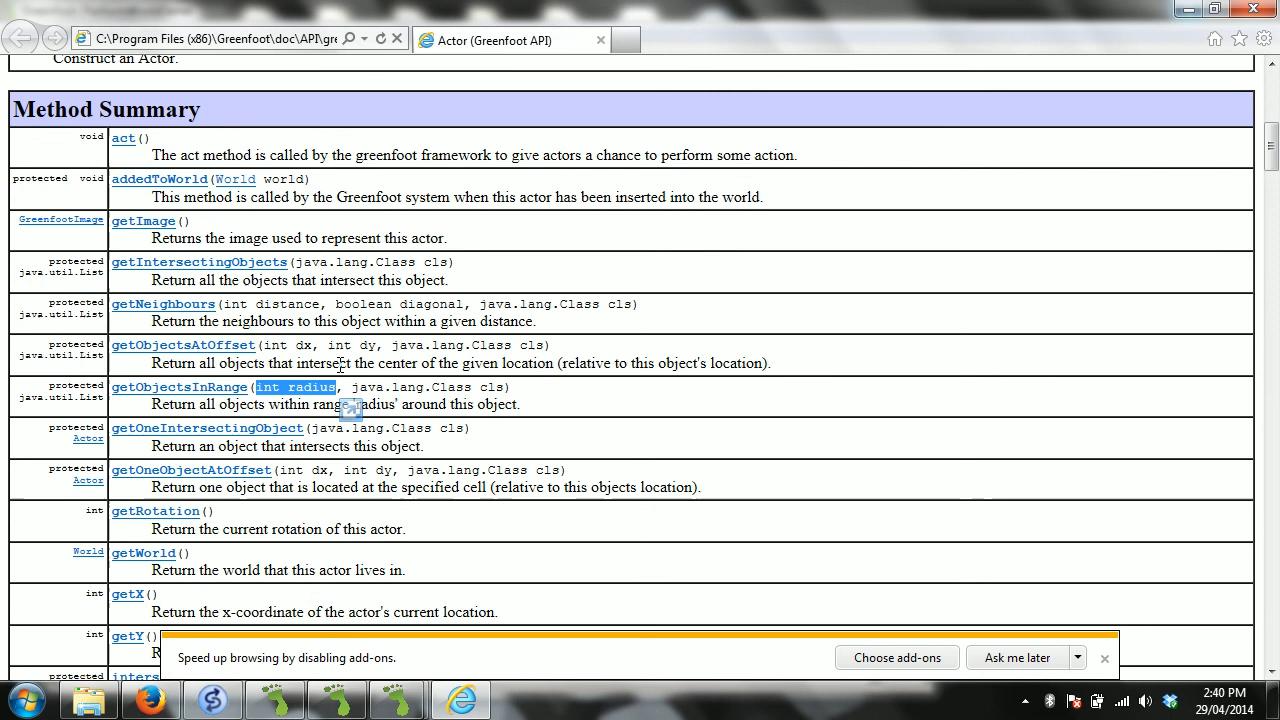 C:\Program Files (x86)\Greenfoot\doc\API\gre
Actor (Greenfoot API)
Construct an Actor.
Method Summary
void act()
The act method is called by the greenfoot framework to give actors a chance to perform some action.
protected void addedToWorld(World world)
This method is called by the Greenfoot system when this actor has been inserted into the world.
GreenfootImage getImage()
Returns the image used to represent this actor.
protected java.util.List getIntersectingObjects(java.lang.Class cls)
Return all the objects that intersect this object.
protected java.util.List getNeighbours(int distance, boolean diagonal, java.lang.Class cls)
Return the neighbours to this object within a given distance.
protected java.util.List getObjectsAtOffset(int dx, int dy, java.lang.Class cls)
Return all objects that intersect the center of the given location (relative to this object's location).
protected java.util.List getObjectsInRange(int radius, java.lang.Class cls)
Return all objects within rang adius' around this object.
protected Actor getOneIntersectingObject(java.lang.Class cls)
Return an object that intersects this object.
protected Actor getOneObjectAtOffset(int dx, int dy, java.lang.Class cls)
Return one object that is located at the specified cell (relative to this objects location).
int getRotation()
Return the current rotation of this actor.
World getWorld()
Return the world that this actor lives in.
int getX()
Return the x-coordinate of the actor's current location.
int getY()
R
protected inters
Speed up browsing by disabling add-ons.
Choose add-ons
Ask me later
2:40 PM
29/04/2014